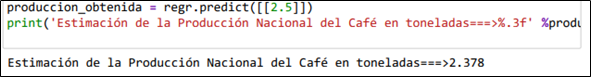 produccion_obtenida = regr.predict([[2.5]])
print('Estimación de la Producción Nacional del Café en toneladas===>%.3f' %produ
Estimación de la Producción Nacional del Café en toneladas===>2.378